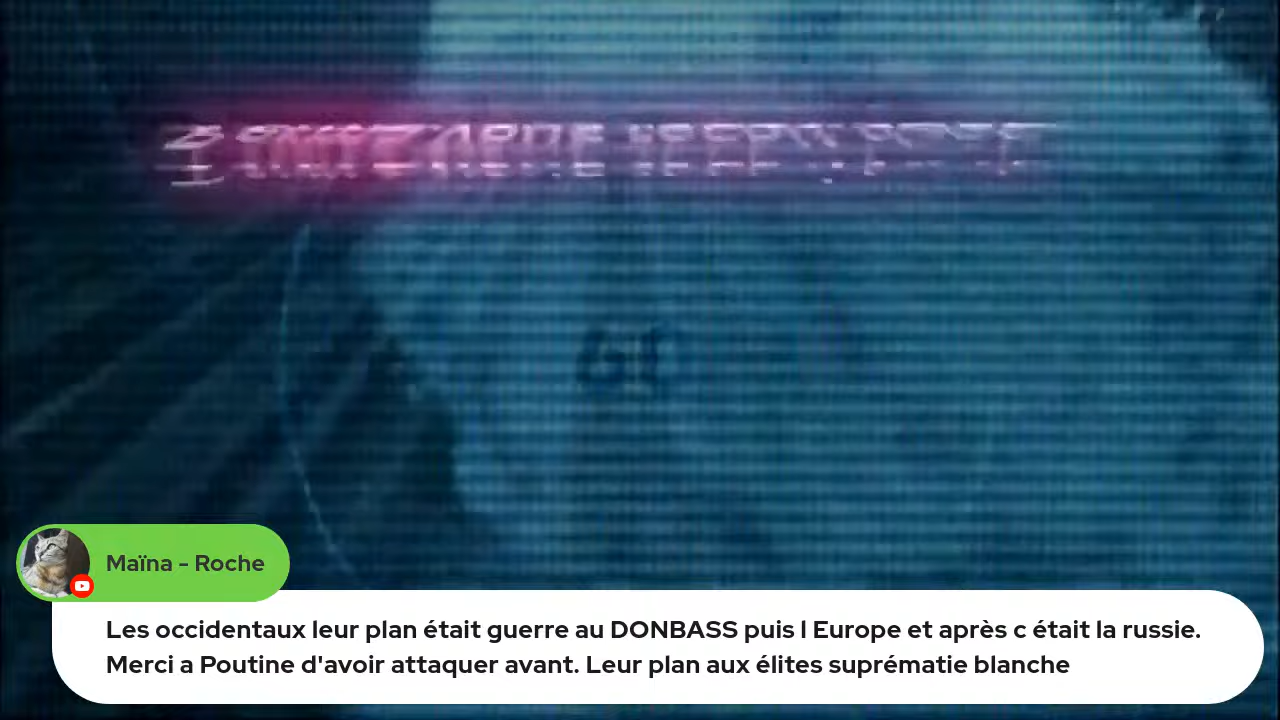 Maïna - Roche
Les occidentaux leur plan était guerre au DONBASS puis l Europe et après c était la russie.
Merci a Poutine d'avoir attaquer avant. Leur plan aux élites suprématie blanche